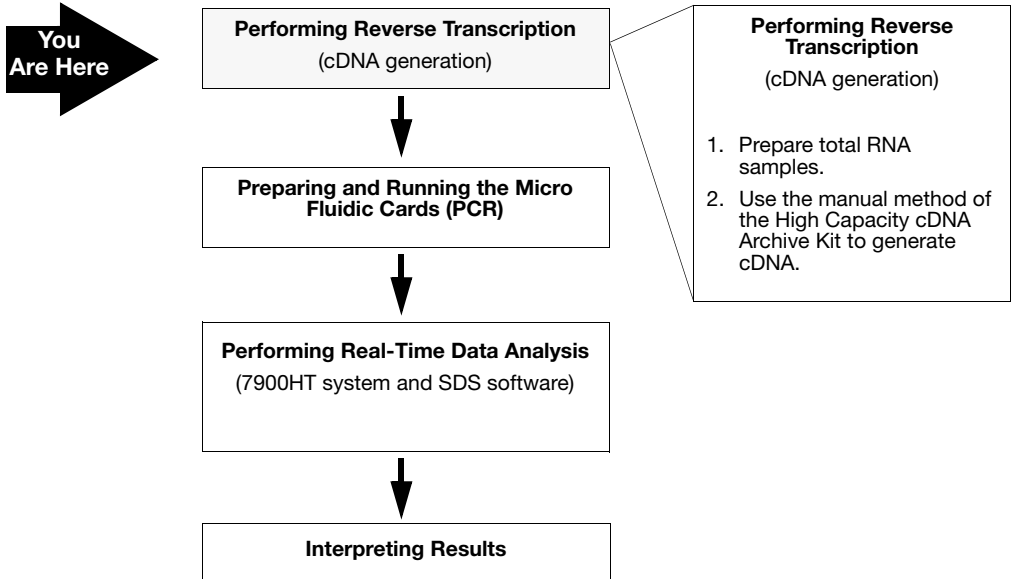 You
Are Here
Performing Reverse Transcription
(cDNA generation)
Preparing and Running the Micro
Fluidic Cards (PCR)
Performing Real-Time Data Analysis
(7900HT system and SDS software)
Interpreting Results
Performing Reverse
Transcription
(cDNA generation)
1. Prepare total RNA
samples.
2. Use the manual method of
the High Capacity cDNA
Archive Kit to generate
cDNA.